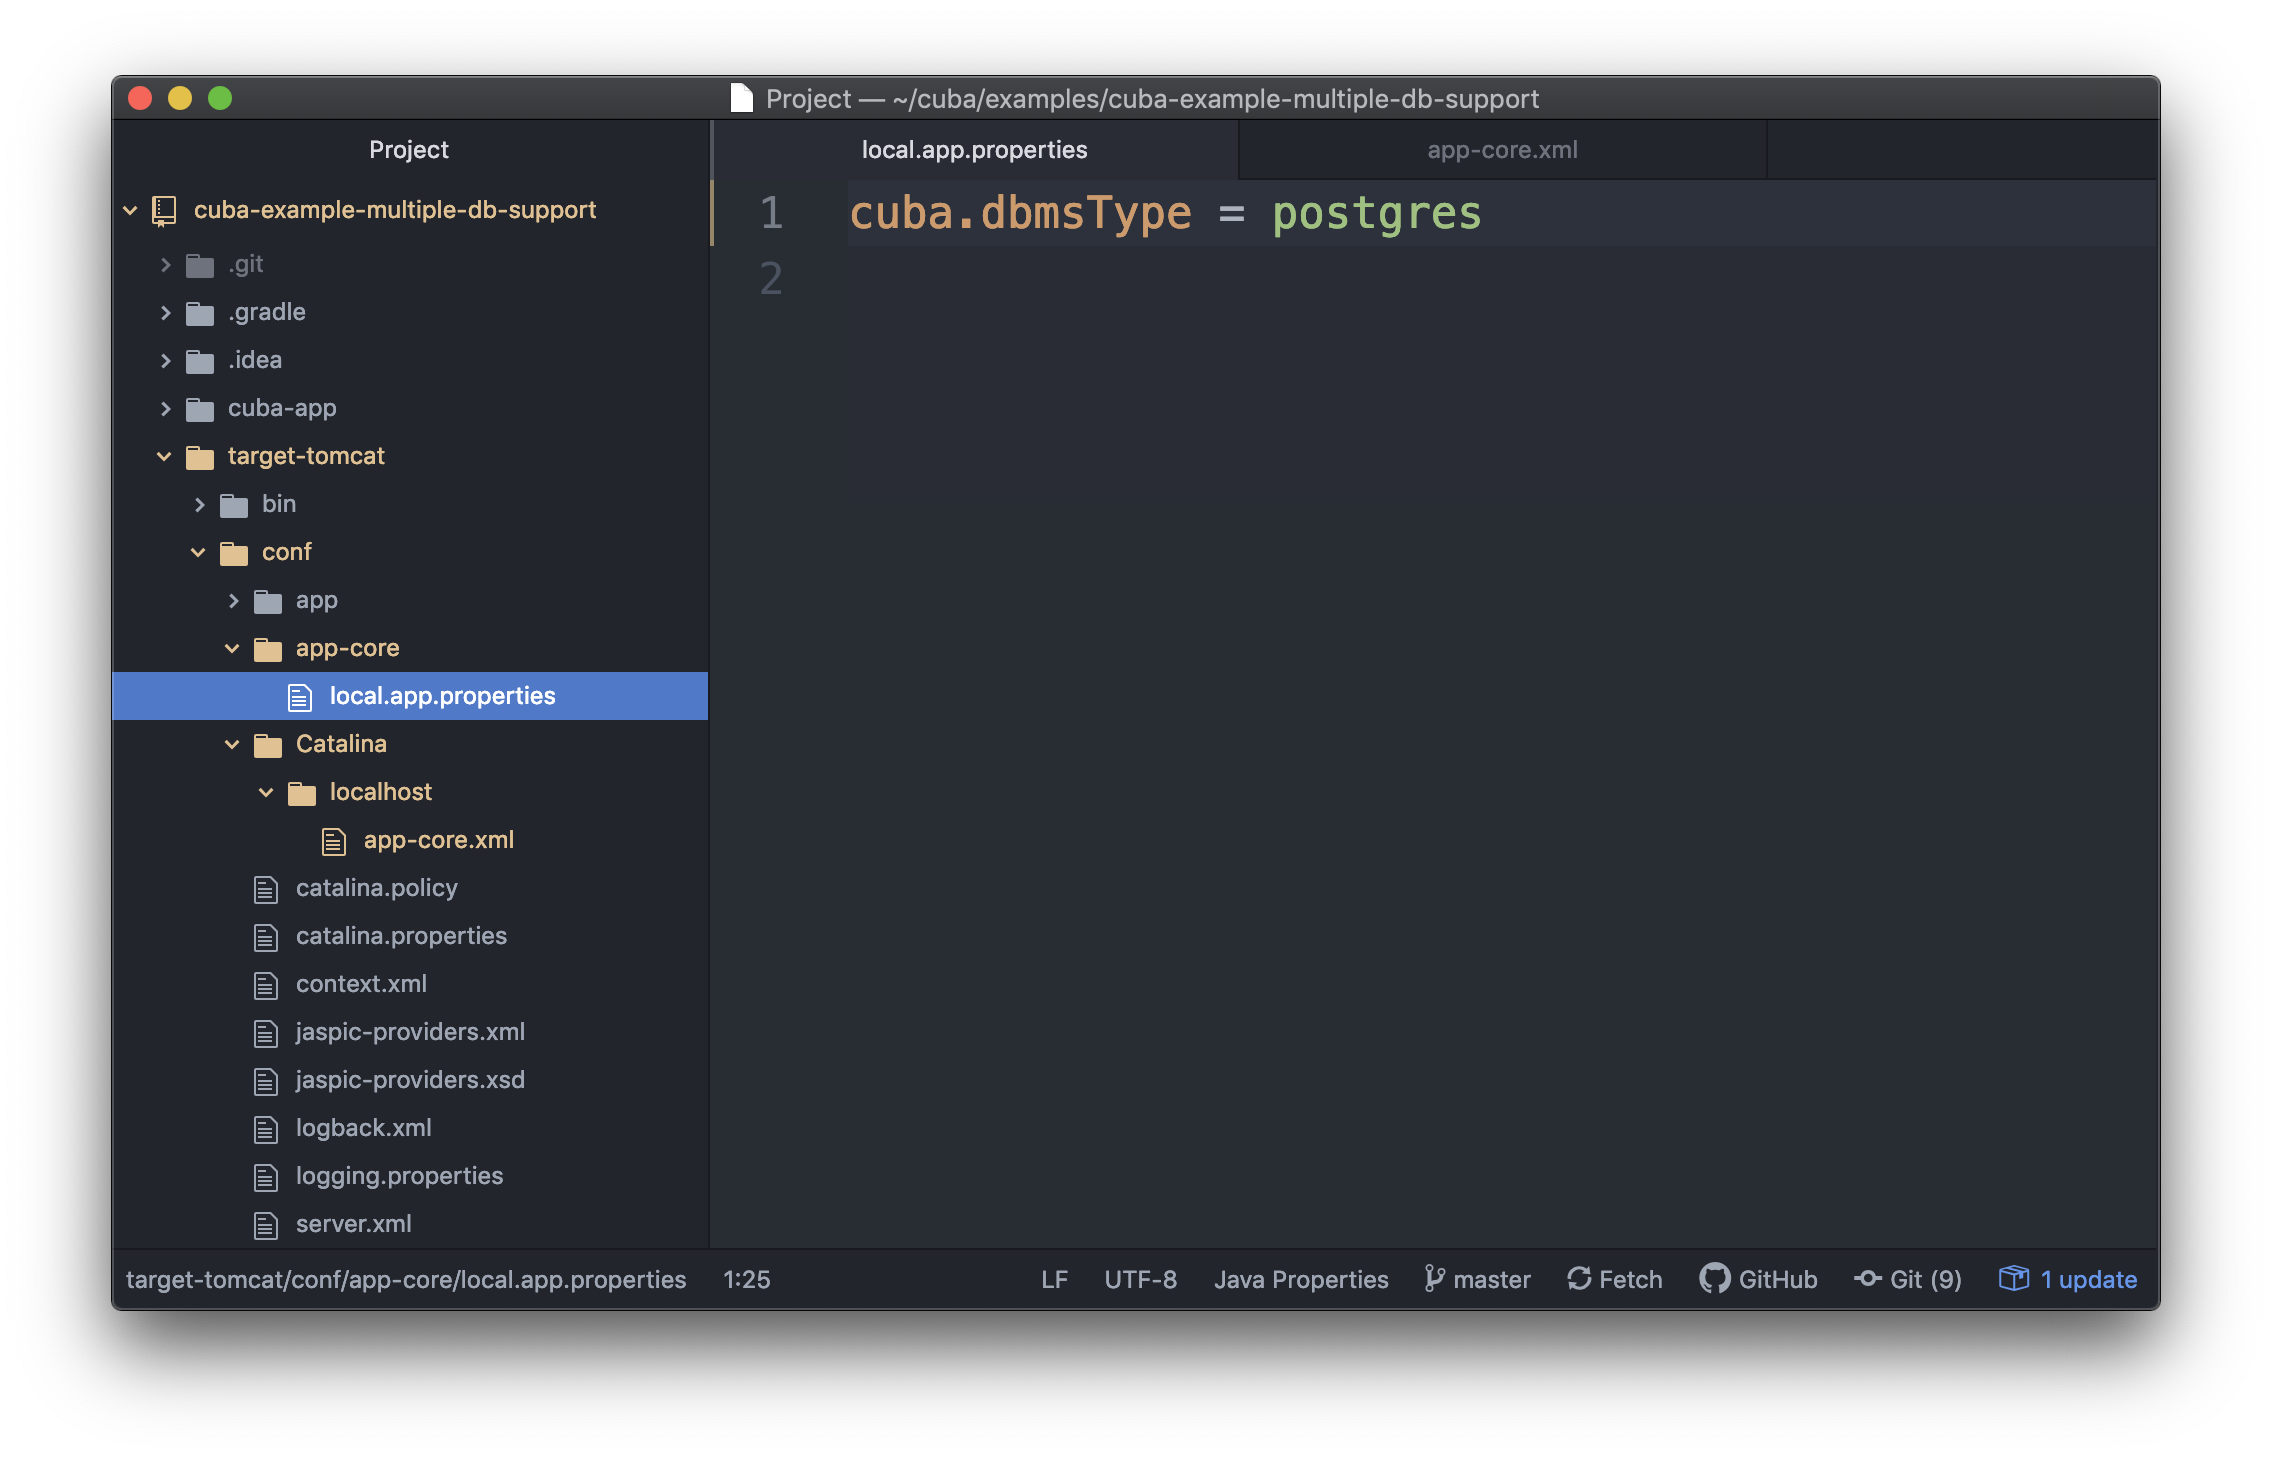 Project — ~/cuba/examples/cuba-example-multiple-db-support
Project
local.app.properties
app-core.xml
cuba-example-multiple-db-support
.git
.gradle
.idea
cuba-app
target-tomcat
bin
conf
app
app-core
local.app.properties
Catalina
localhost
app-core.xml
catalina.policy
catalina.properties
context.xml
jaspic-providers.xml
jaspic-providers.xsd
logback.xml
logging.properties
server.xml
1 cuba.dbmsType = postgres
2
target-tomcat/conf/app-core/local.app.properties 1:25 LF UTF-8 Java Properties master Fetch GitHub Git (9) 1 update